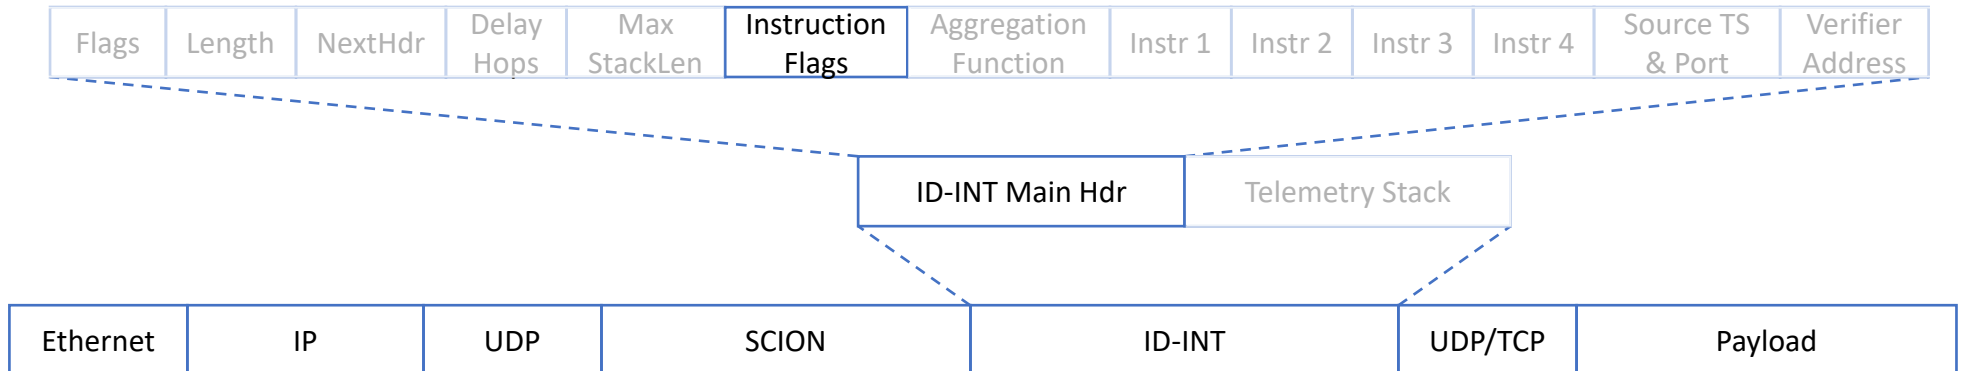 Flags
Length
NextHdr
Delay
Hops
Max
StackLen
Instruction
Flags
Aggregation
Function
Instr 1
Instr 2
Instr 3
Instr 4
Source TS
& Port
Verifier
Address
ID-INT Main Hdr
Telemetry Stack
Ethernet
IP
UDP
SCION
ID-INT
UDP/TCP
Payload